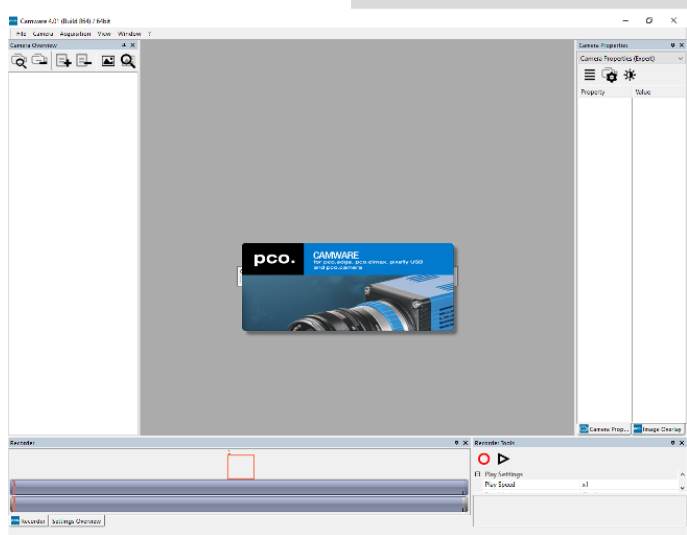 Camware 4.01 (Build 864) / 64bit
File Camera Acquisition View Window ?
Camera Overview
Camera Properties
Camera Properties (Expert)
Property Value
pco.
CAMWARE
for pco.edge, pco.dimax, pixelfly USB
and pco.camera
Camera Prop... Image Overlay
Recorder
Recorder Tools
Play Settings
Play Speed x1
Recorder Settings Overview